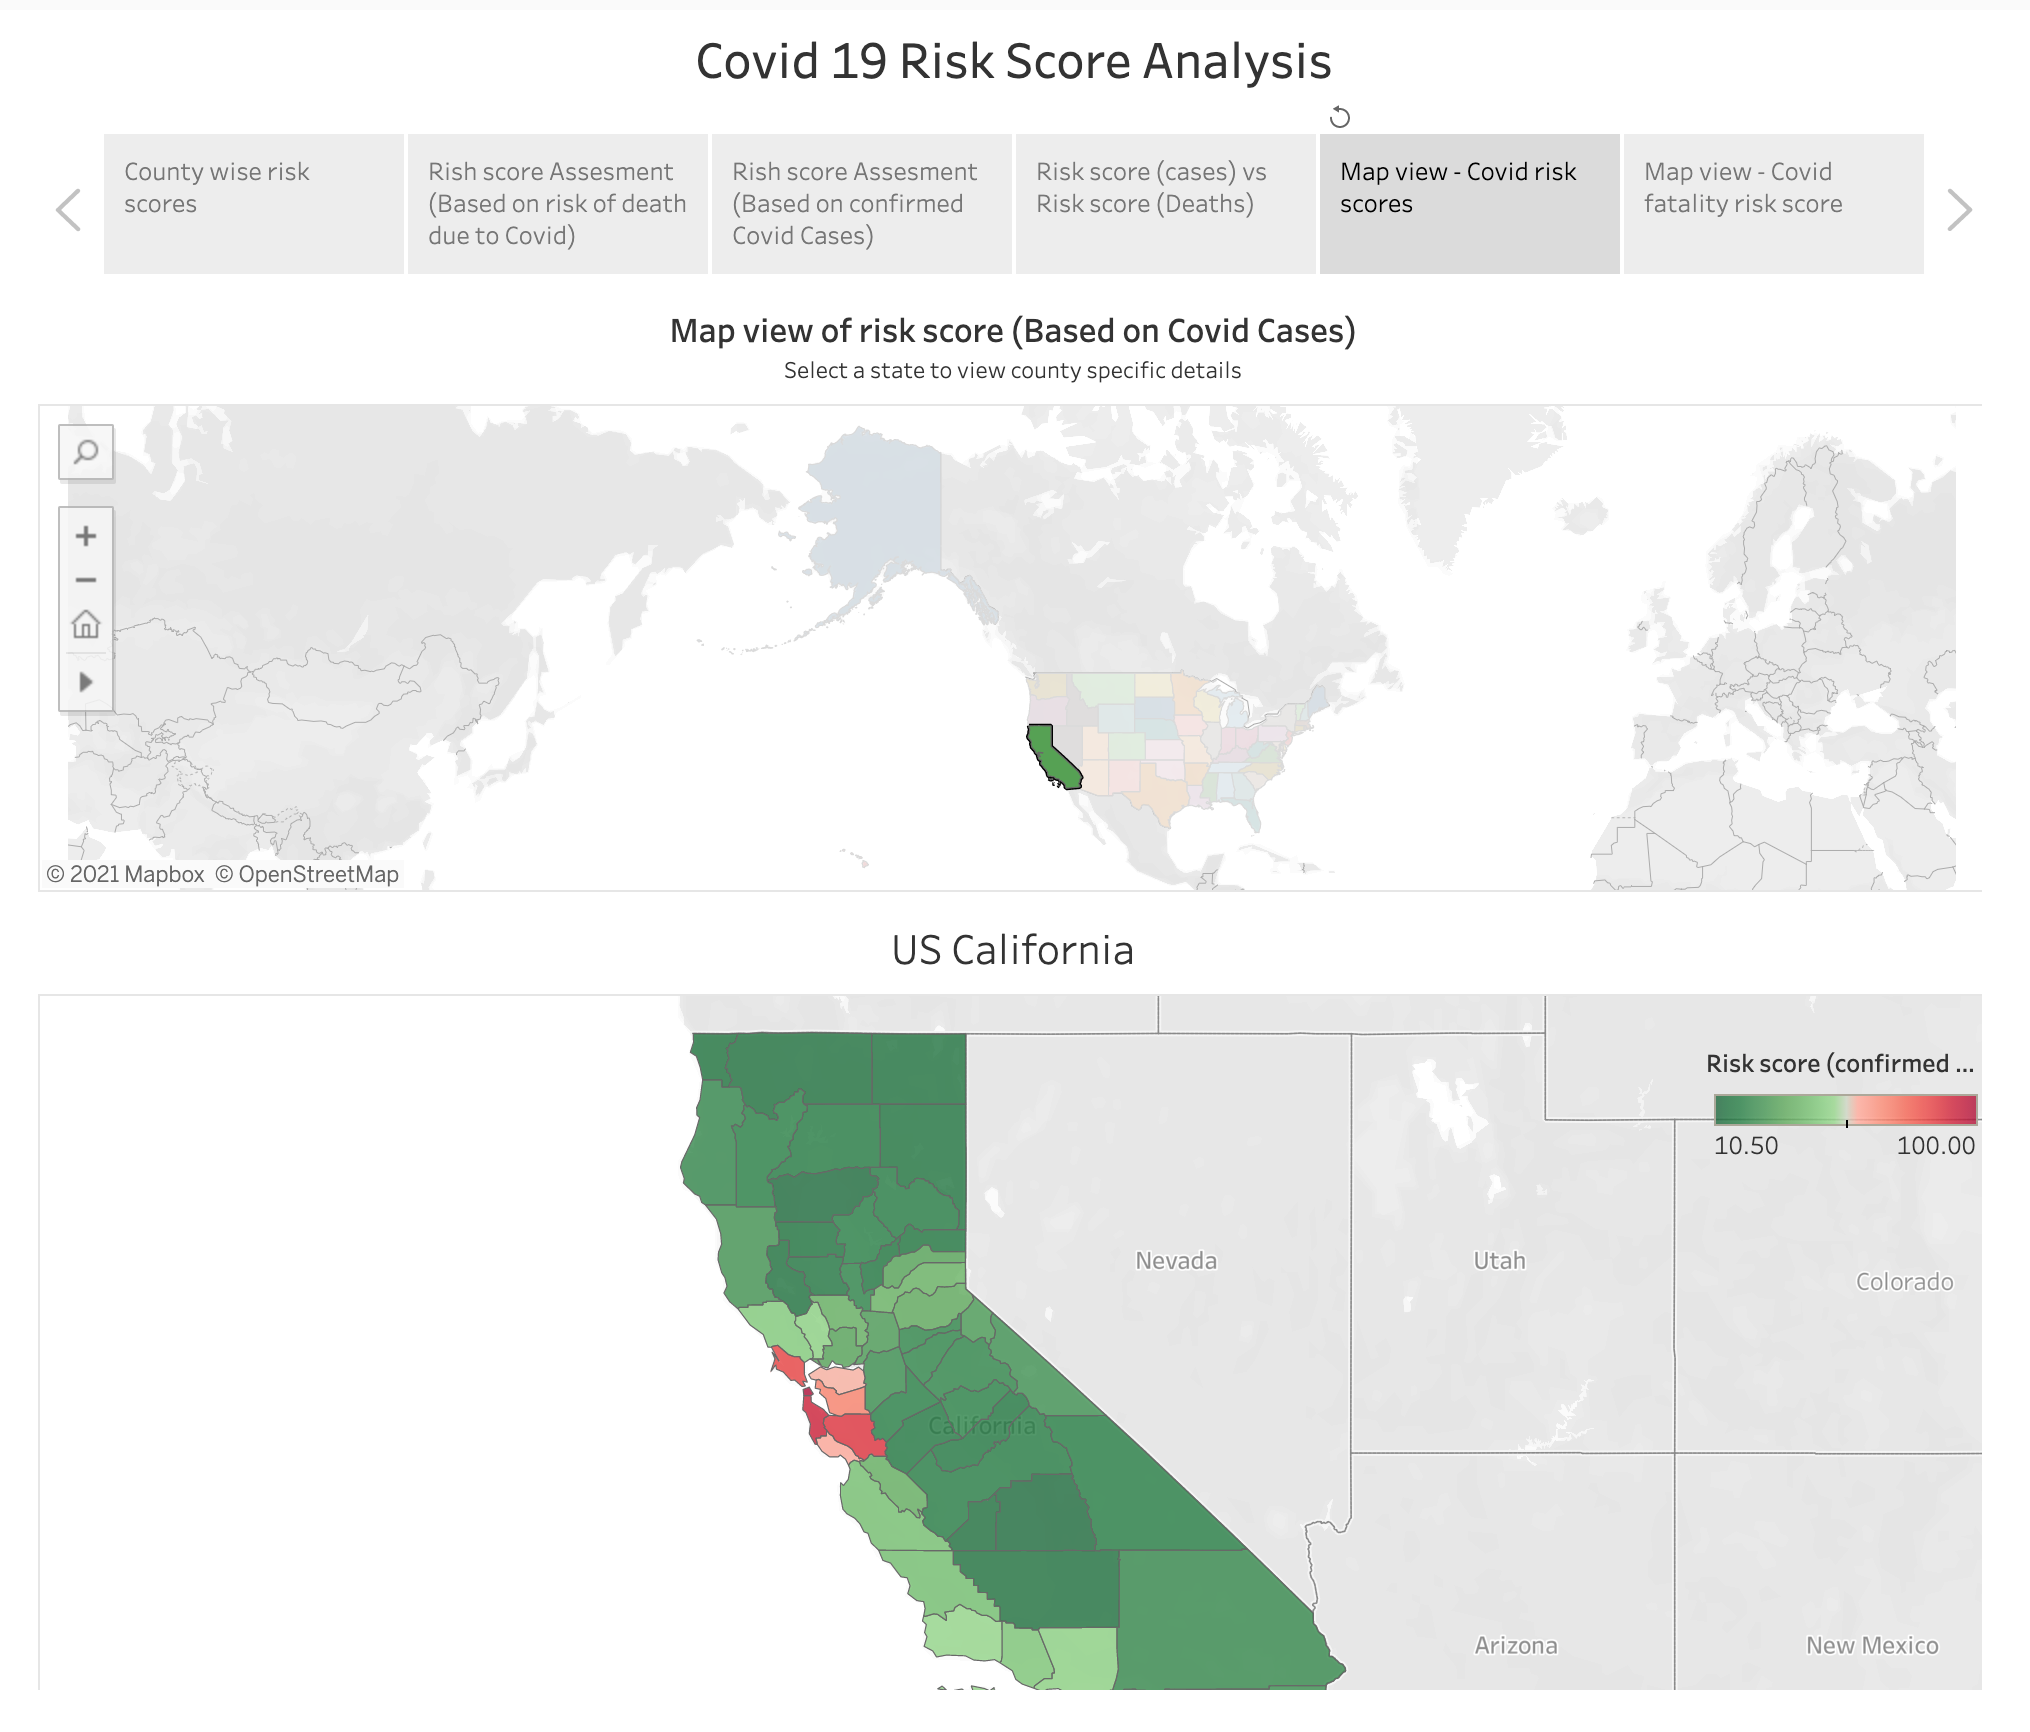 Covid 19 Risk Score Analysis
County wise risk
scores
Rish score Assesment
(Based on risk of death
due to Covid)
Rish score Assesment
(Based on confirmed
Covid Cases)
Risk score (cases) vs
Risk score (Deaths)
Map view - Covid risk
scores
Map view - Covid
fatality risk score
Map view of risk score (Based on Covid Cases)
Select a state to view county specific details
© 2021 Mapbox © OpenStreetMap
US California
Risk score (confirmed ...
10.50 100.00
Nevada
Utah
Colorado
California
Arizona
New Mexico